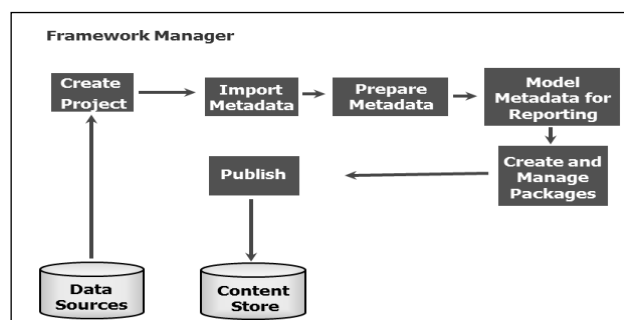 Framework Manager
Create
Project
Import
Metadata
Prepare
Metadata
Model
Metadata for
Reporting
Create and
Manage
Packages
Publish
Data
Sources
Content
Store